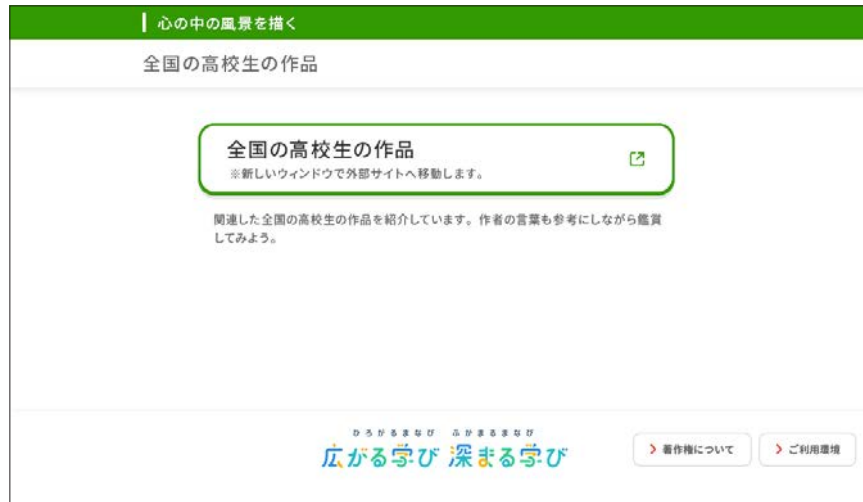 心の中の風景を描く
全国の高校生の作品
全国の高校生の作品
※新しいウィンドウで外部サイトへ移動します。
関連した全国の高校生の作品を紹介しています。作者の言葉も参考にしながら鑑賞
してみよう。
ひろがるまなび ふかまるまなび
広がる学び 深まる学び
著作権について
ご利用環境